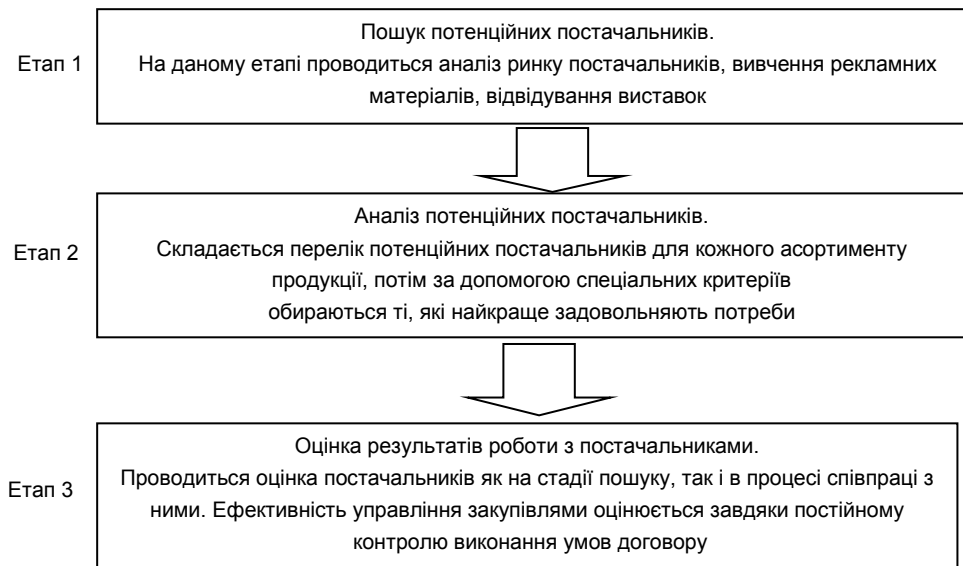 Етап 1
Пошук потенційних постачальників.
На даному етапі проводиться аналіз ринку постачальників, вивчення рекламних
матеріалів, відвідування виставок
Етап 2
Аналіз потенційних постачальників.
Складається перелік потенційних постачальників для кожного асортименту
продукції, потім за допомогою спеціальних критеріїв
обираються ті, які найкраще задовольняють потреби
Етап 3
Оцінка результатів роботи з постачальниками.
Проводиться оцінка постачальників як на стадії пошуку, так і в процесі співпраці з
ними. Ефективність управління закупівлями оцінюється завдяки постійному
контролю виконання умов договору